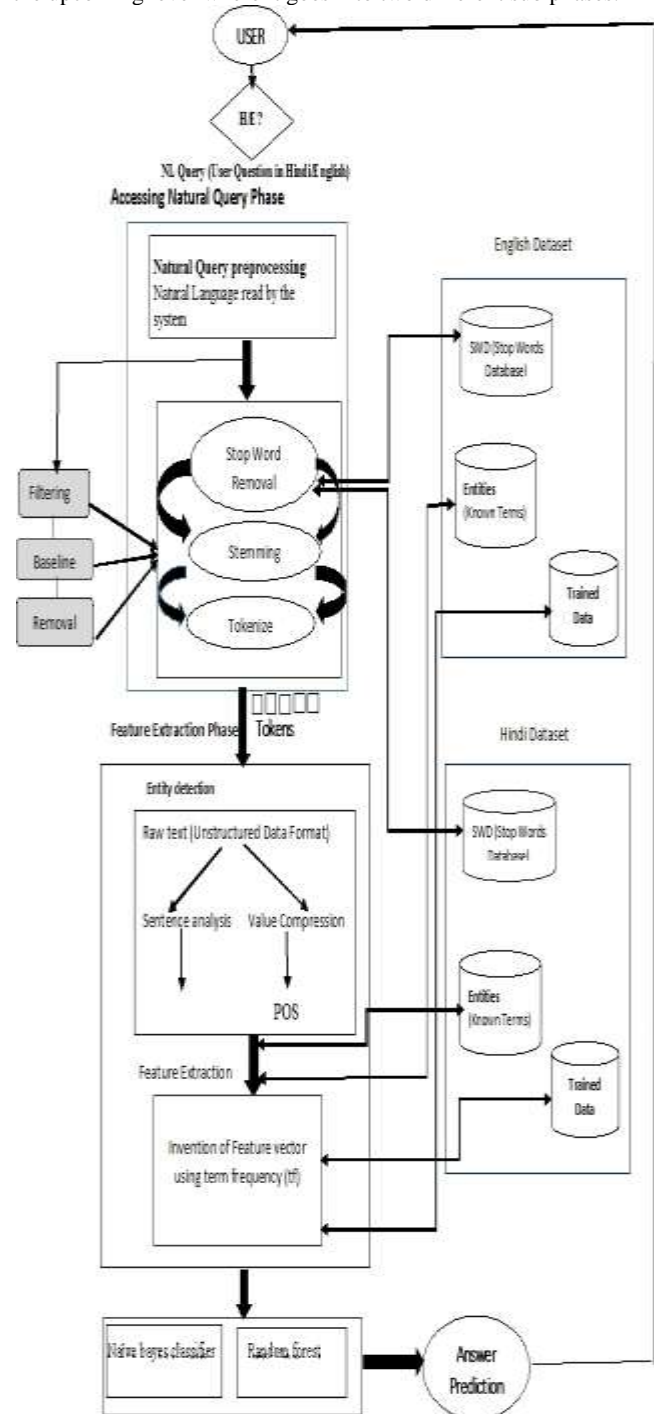 USER
H/E ?
NL Query (User Question in Hindi/English)
Accessing Natural Query Phase
Natural Query preprocessing
Natural Language read by the
system
Stop Word
Removal
Stemming
Tokenize
Filtering
Baseline
Removal
English Dataset
SWD (Stop Words
Database)
Entities
(Known Terms)
Trained
Data
Feature Extraction Phase
Tokens
Hindi Dataset
SWD (Stop Words
Database)
Entities
(Known Terms)
Trained
Data
Entity detection
Raw text (Unstructured Data Format)
Sentence analysis
Value Compression
POS
Feature Extraction
Invention of Feature vector
using term frequency (tf)
Naive bayes classifier
Random forest
Answer
Prediction